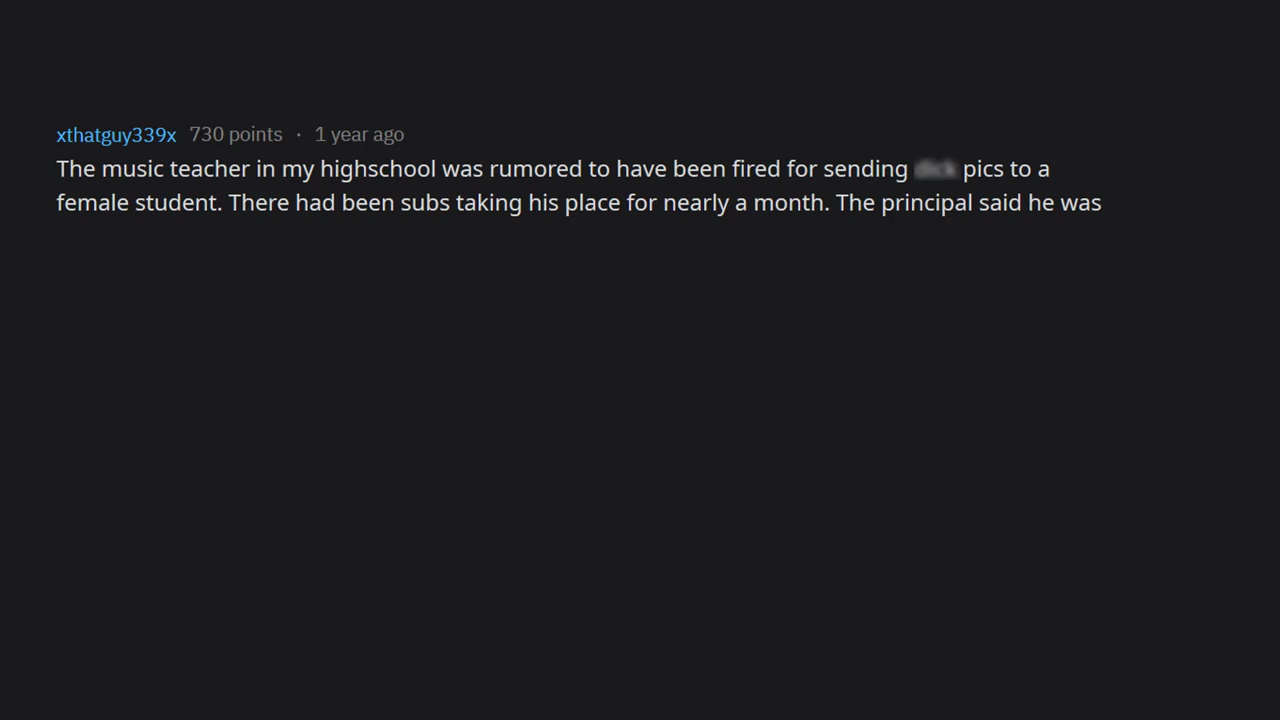 xthatguy339x 730 points · 1 year ago
The music teacher in my highschool was rumored to have been fired for sending pics to a
female student. There had been subs taking his place for nearly a month. The principal said he was